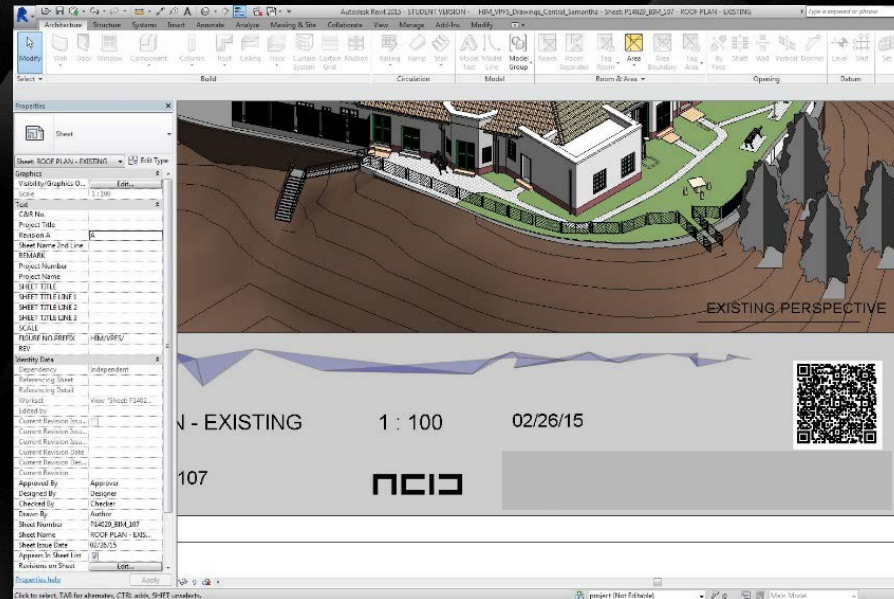 Autodesk Revit 2015 - STUDENT VERSION - HIM_VPFS_Drawings_Central_Samantha - Sheet: P14029_BIM_107 - ROOF PLAN - EXISTING
Type a keyword or phrase
Architecture Structure Systems Insert Annotate Analyze Massing & Site Collaborate View Manage Add-Ins Modify
Modify Wall Door Window Component Column Roof Ceiling Floor Curtain System Curtain Grid Mullion Railing Ramp Stair Model Text Model Line Model Group Room Room Separator Tag Room Area Area Boundary Tag Area By Face Shaft Wall Vertical Dormer Level Grid Set
Select Build Circulation Model Room & Area Opening Datum
Properties
Sheet
Sheet: ROOF PLAN - EXISTING Edit Type
Graphics
Visibility/Graphics O... Edit...
Scale 1:100
Text
C&R No.
Project Title
Revision A A
Sheet Name 2nd Line
REMARK
Project Number
Project Name
SHEET TITLE
SHEET TITLE LINE 1
SHEET TITLE LINE 2
SHEET TITLE LINE 3
SCALE
FIGURE NO.PREFIX HIM/VPFS/
REV
Identity Data
Dependency Independent
Referencing Sheet
Referencing Detail
Workset View "Sheet: P1402...
Edited by
Current Revision Issu...
Current Revision Issu...
Current Revision Issu...
Current Revision Date
Current Revision Des...
Current Revision
Approved By Approver
Designed By Designer
Checked By Checker
Drawn By Author
Sheet Number P14029_BIM_107
Sheet Name ROOF PLAN - EXIS...
Sheet Issue Date 02/26/15
Appears In Sheet List
Revisions on Sheet Edit...
Properties help Apply
EXISTING PERSPECTIVE
N - EXISTING 1 : 100 02/26/15
107
Click to select, TAB for alternates, CTRL adds, SHIFT unselects.
project (Not Editable)
Main Model